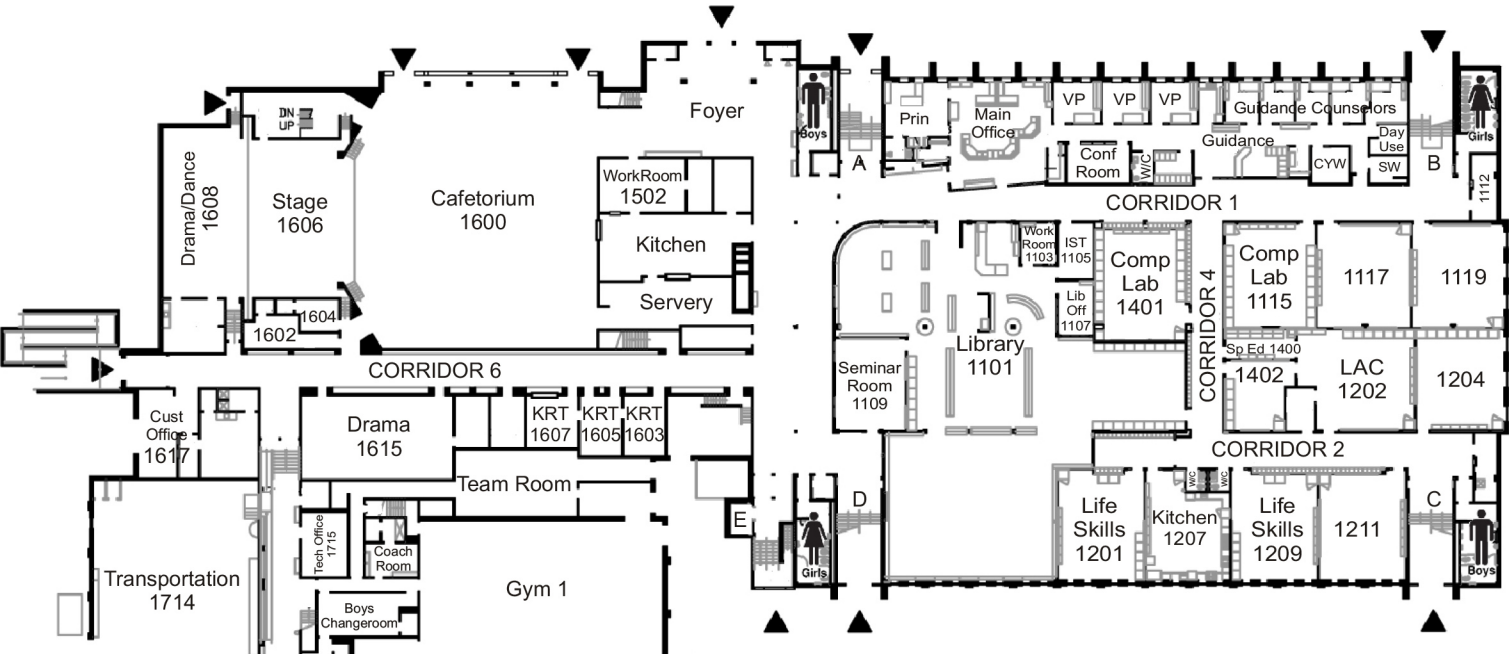 Foyer
Boys
A
Prin
Main
Office
VP
VP
VP
Guidance Counselors
Guidance
Day
Use
SW
CYW
Conf
Room
W/C
B
Girls
1112
CORRIDOR 1
DN
UP
Drama/Dance
1608
Stage
1606
Cafetorium
1600
WorkRoom
1502
Kitchen
Servery
1604
1602
CORRIDOR 6
Work
Room
1103
IST
1105
Lib
Off
1107
Comp
Lab
1401
CORRIDOR 4
Comp
Lab
1115
1117
1119
Library
1101
Seminar
Room
1109
Sp Ed 1400
1402
LAC
1202
1204
CORRIDOR 2
Cust
Office
1617
Drama
1615
KRT
1607
KRT
1605
KRT
1603
Team Room
Tech Office
1715
Coach
Room
Boys
Changeroom
Transportation
1714
Gym 1
E
Girls
D
Life
Skills
1201
Kitchen
1207
W/C
W/C
Life
Skills
1209
1211
C
Boys